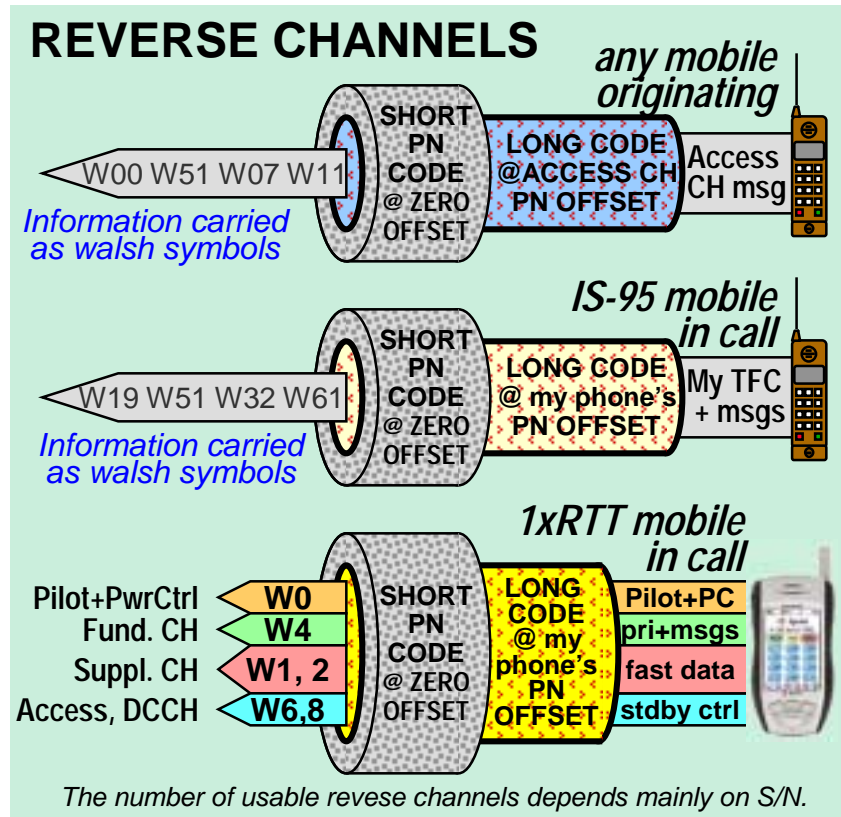 REVERSE CHANNELS
any mobile
originating
SHORT
PN
CODE
@ ZERO
OFFSET
LONG CODE
@ACCESS CH
PN OFFSET
Access
CH msg
W00 W51 W07 W11
Information carried
as walsh symbols
IS-95 mobile
in call
SHORT
PN
CODE
@ ZERO
OFFSET
LONG CODE
@ my phone's
PN OFFSET
My TFC
+ msgs
W19 W51 W32 W61
Information carried
as walsh symbols
1xRTT mobile
in call
Pilot+PwrCtrl
Fund. CH
Suppl. CH
Access, DCCH
W0
W4
W1, 2
W6,8
SHORT
PN
CODE
@ ZERO
OFFSET
LONG
CODE
@ my
phone's
PN
OFFSET
Pilot+PC
pri+msgs
fast data
stdby ctrl
The number of usable revese channels depends mainly on S/N.